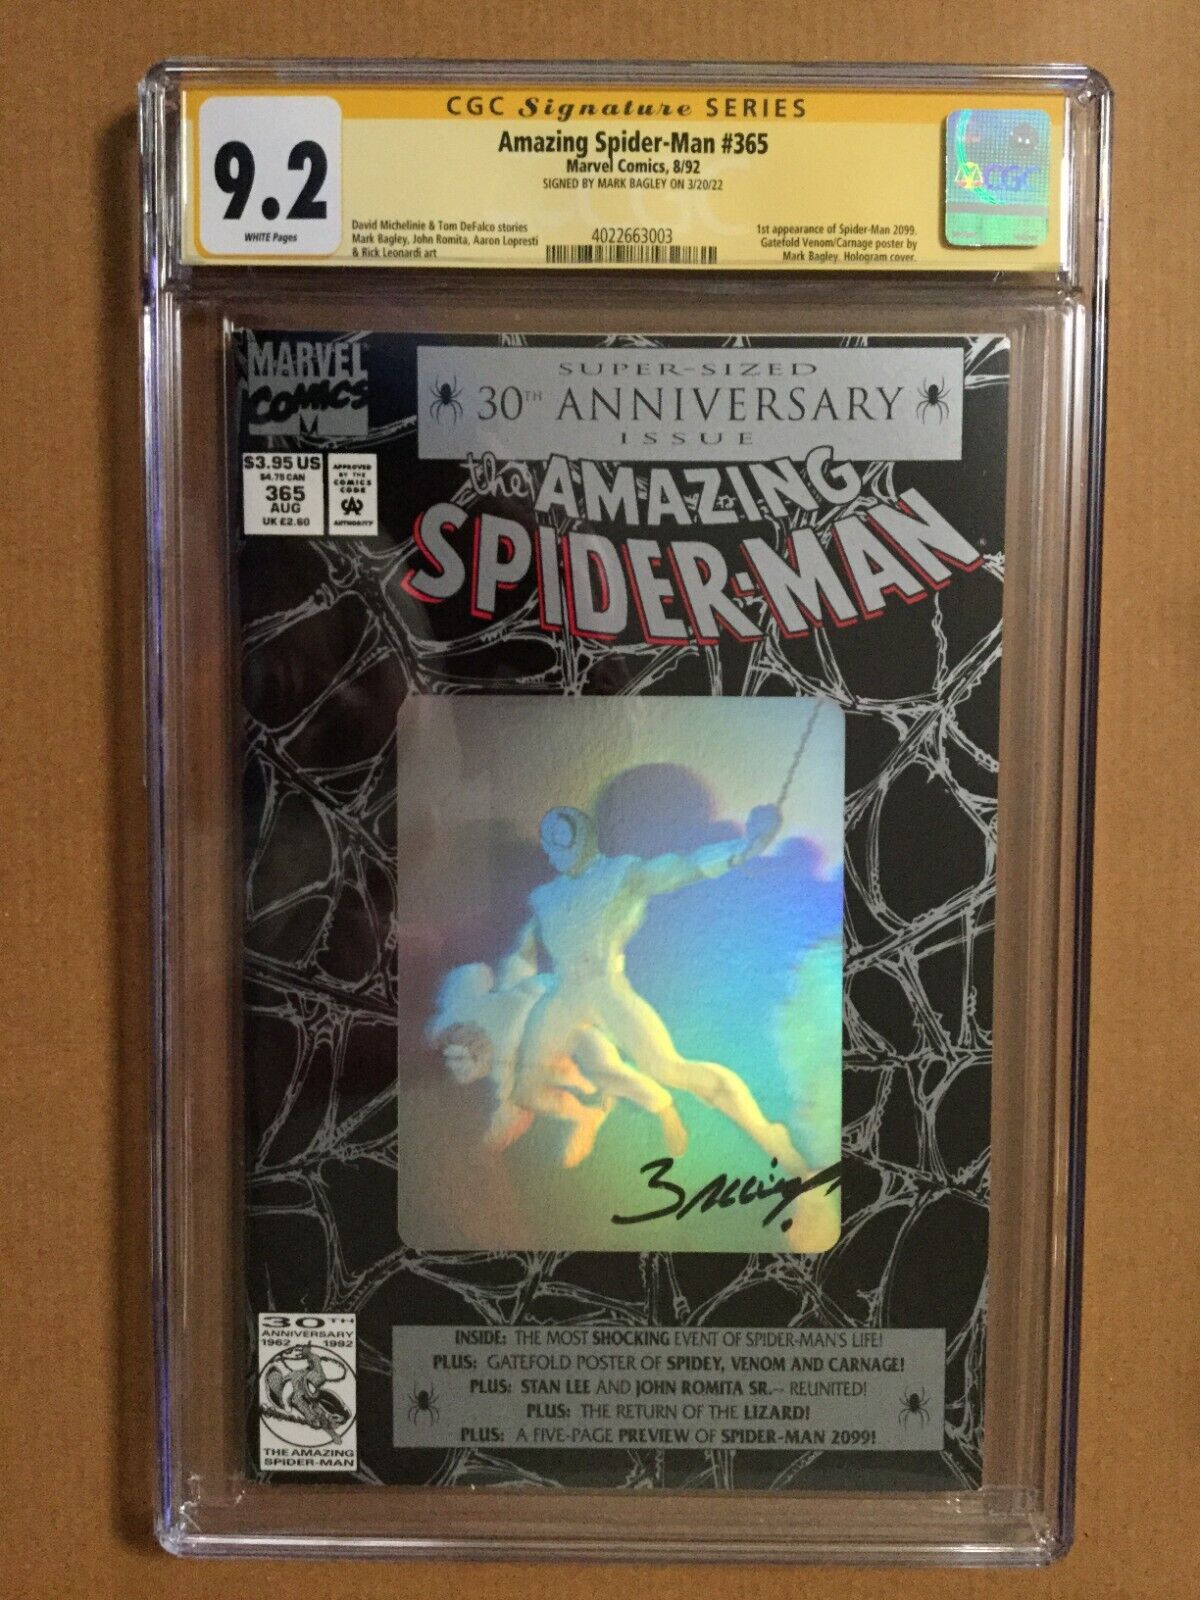 CGC Signature SERIES
9.2
WHITE Pages
Amazing Spider-Man #365
Marvel Comics, 8/92
SIGNED BY MARK BAGLEY ON 3/20/22
David Michelinie & Tom DeFalco stories
Mark Bagley, John Romita, Aaron Lopresti
& Rick Leonardi art
4022663003
1st appearance of Spider-Man 2099.
Gatefold Venom/Carnage poster by
Mark Bagley. Hologram cover.
CGC
MARVEL
COMICS
M
$3.95 US
$4.75 CAN
365
AUG
UK £2.60
APPROVED
BY THE
COMICS
CODE
CA
AUTHORITY
SUPER-SIZED
30TH ANNIVERSARY
ISSUE
the AMAZING
SPIDER-MAN
Bagley
30TH
ANNIVERSARY
1962 1992
THE AMAZING
SPIDER-MAN
INSIDE: THE MOST SHOCKING EVENT OF SPIDER-MAN'S LIFE!
PLUS: GATEFOLD POSTER OF SPIDEY, VENOM AND CARNAGE!
PLUS: STAN LEE AND JOHN ROMITA SR.-- REUNITED!
PLUS: THE RETURN OF THE LIZARD!
PLUS: A FIVE-PAGE PREVIEW OF SPIDER-MAN 2099!